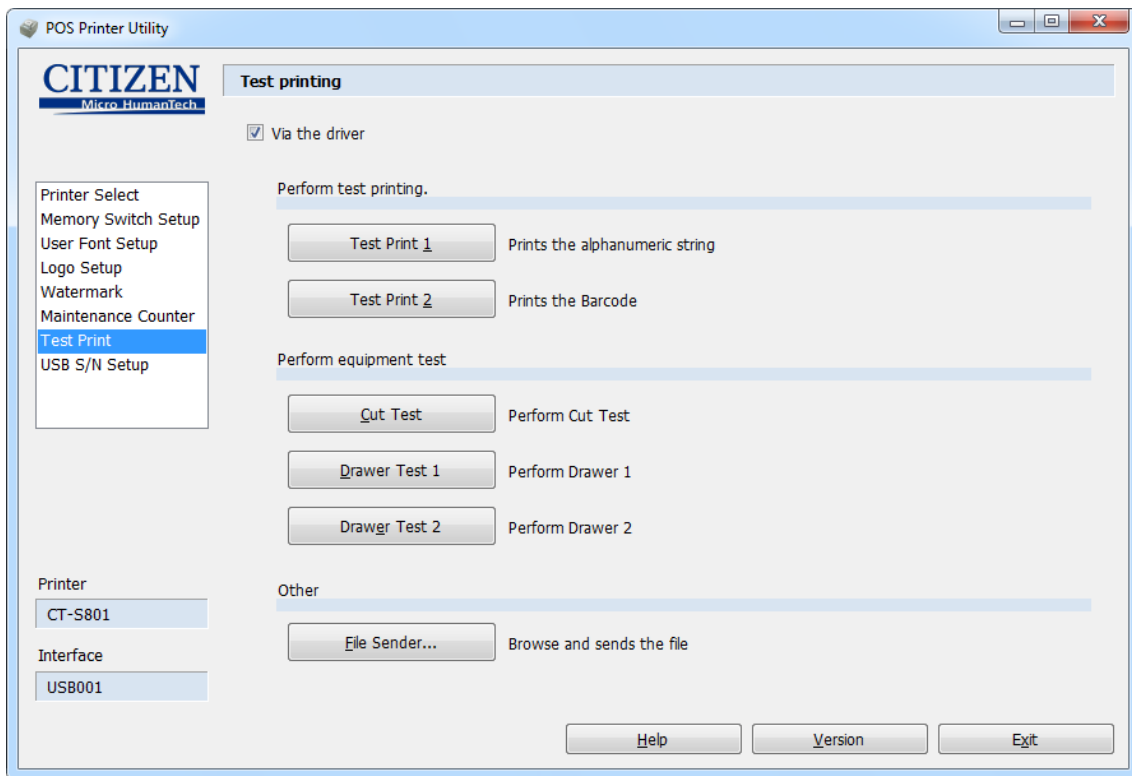 POS Printer Utility
CITIZEN
Micro HumanTech
Test printing
Via the driver
Printer Select
Memory Switch Setup
User Font Setup
Logo Setup
Watermark
Maintenance Counter
Test Print
USB S/N Setup
Perform test printing.
Test Print 1 Prints the alphanumeric string
Test Print 2 Prints the Barcode
Perform equipment test
Cut Test Perform Cut Test
Drawer Test 1 Perform Drawer 1
Drawer Test 2 Perform Drawer 2
Other
File Sender... Browse and sends the file
Printer
CT-S801
Interface
USB001
Help Version Exit